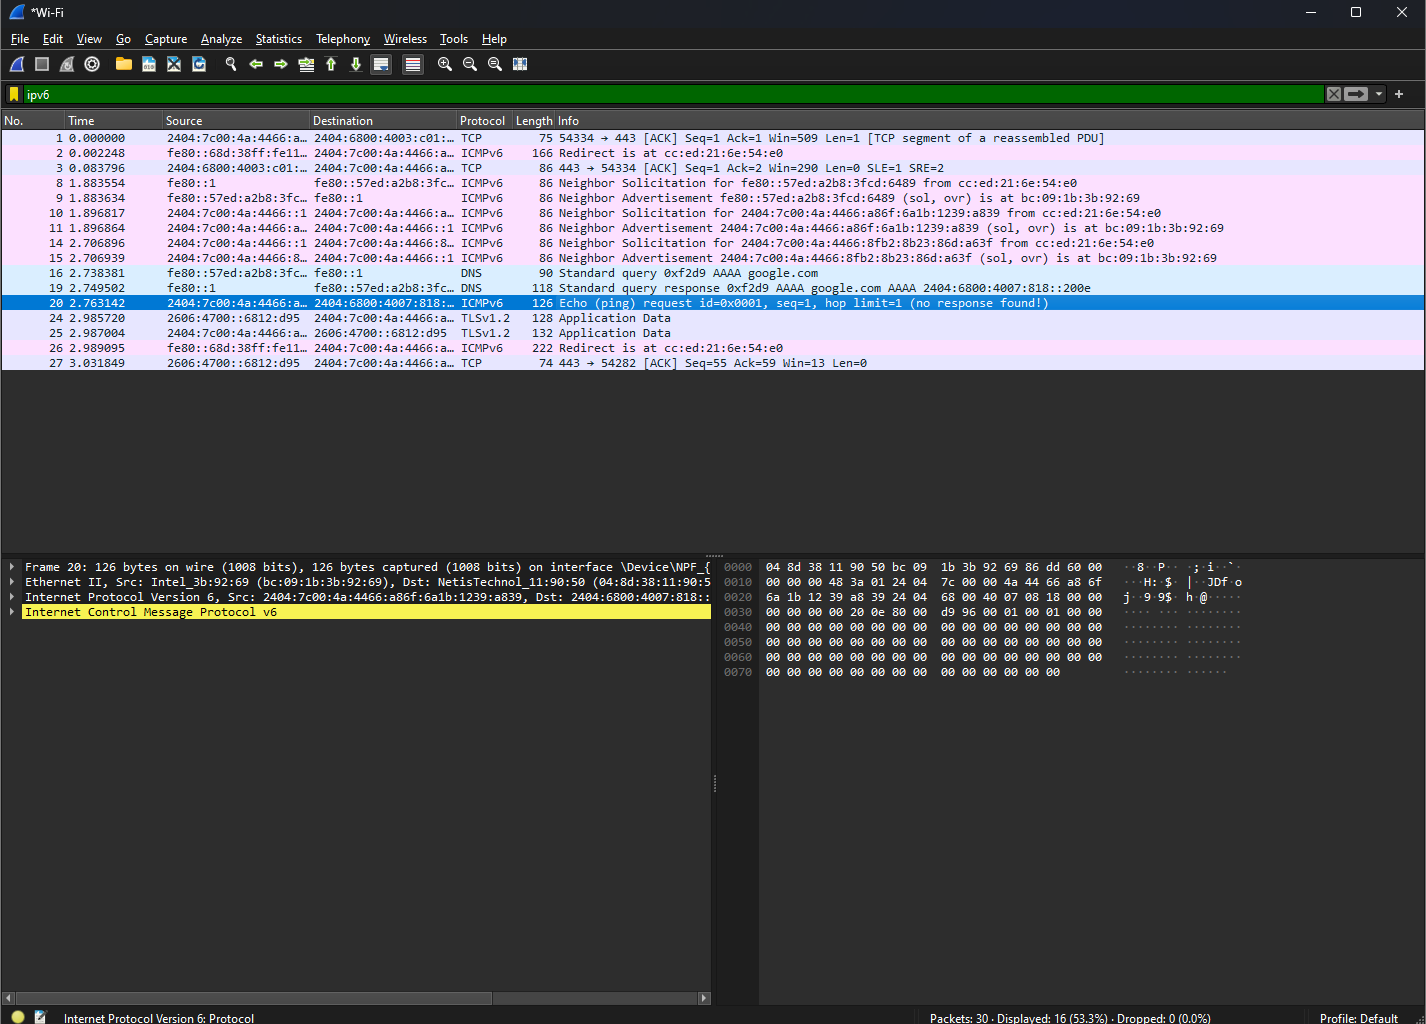 *Wi-Fi
File Edit View Go Capture Analyze Statistics Telephony Wireless Tools Help
ipv6
No. Time Source Destination Protocol Length Info
1 0.000000 2404:7c00:4a:4466:a… 2404:6800:4003:c01:… TCP 75 54334 → 443 [ACK] Seq=1 Ack=1 Win=509 Len=1 [TCP segment of a reassembled PDU]
2 0.002248 fe80::68d:38ff:fe11… 2404:7c00:4a:4466:a… ICMPv6 166 Redirect is at cc:ed:21:6e:54:e0
3 0.083796 2404:6800:4003:c01:… 2404:7c00:4a:4466:a… TCP 86 443 → 54334 [ACK] Seq=1 Ack=2 Win=290 Len=0 SLE=1 SRE=2
8 1.883554 fe80::1 fe80::57ed:a2b8:3fc… ICMPv6 86 Neighbor Solicitation for fe80::57ed:a2b8:3fcd:6489 from cc:ed:21:6e:54:e0
9 1.883634 fe80::57ed:a2b8:3fc… fe80::1 ICMPv6 86 Neighbor Advertisement fe80::57ed:a2b8:3fcd:6489 (sol, ovr) is at bc:09:1b:3b:92:69
10 1.896817 2404:7c00:4a:4466::1 2404:7c00:4a:4466:a… ICMPv6 86 Neighbor Solicitation for 2404:7c00:4a:4466:a86f:6a1b:1239:a839 from cc:ed:21:6e:54:e0
11 1.896864 2404:7c00:4a:4466:a… 2404:7c00:4a:4466::1 ICMPv6 86 Neighbor Advertisement 2404:7c00:4a:4466:a86f:6a1b:1239:a839 (sol, ovr) is at bc:09:1b:3b:92:69
14 2.706896 2404:7c00:4a:4466::1 2404:7c00:4a:4466:8… ICMPv6 86 Neighbor Solicitation for 2404:7c00:4a:4466:8fb2:8b23:86d:a63f from cc:ed:21:6e:54:e0
15 2.706939 2404:7c00:4a:4466:8… 2404:7c00:4a:4466::1 ICMPv6 86 Neighbor Advertisement 2404:7c00:4a:4466:8fb2:8b23:86d:a63f (sol, ovr) is at bc:09:1b:3b:92:69
16 2.738381 fe80::57ed:a2b8:3fc… fe80::1 DNS 90 Standard query 0xf2d9 AAAA google.com
19 2.749502 fe80::1 fe80::57ed:a2b8:3fc… DNS 118 Standard query response 0xf2d9 AAAA google.com AAAA 2404:6800:4007:818::200e
20 2.763142 2404:7c00:4a:4466:a… 2404:6800:4007:818:… ICMPv6 126 Echo (ping) request id=0x0001, seq=1, hop limit=1 (no response found!)
24 2.985720 2606:4700::6812:d95 2404:7c00:4a:4466:a… TLSv1.2 128 Application Data
25 2.987004 2404:7c00:4a:4466:a… 2606:4700::6812:d95 TLSv1.2 132 Application Data
26 2.989095 fe80::68d:38ff:fe11… 2404:7c00:4a:4466:a… ICMPv6 222 Redirect is at cc:ed:21:6e:54:e0
27 3.031849 2606:4700::6812:d95 2404:7c00:4a:4466:a… TCP 74 443 → 54282 [ACK] Seq=55 Ack=59 Win=13 Len=0
Frame 20: 126 bytes on wire (1008 bits), 126 bytes captured (1008 bits) on interface \Device\NPF_{
Ethernet II, Src: Intel_3b:92:69 (bc:09:1b:3b:92:69), Dst: NetisTechnol_11:90:50 (04:8d:38:11:90:5
Internet Protocol Version 6, Src: 2404:7c00:4a:4466:a86f:6a1b:1239:a839, Dst: 2404:6800:4007:818::
Internet Control Message Protocol v6
0000 04 8d 38 11 90 50 bc 09 1b 3b 92 69 86 dd 60 00 ··8··P·· ·;·i··`·
0010 00 00 00 48 3a 01 24 04 7c 00 00 4a 44 66 a8 6f ···H:·$· |··JDf·o
0020 6a 1b 12 39 a8 39 24 04 68 00 40 07 08 18 00 00 j··9·9$· h·@·····
0030 00 00 00 00 20 0e 80 00 d9 96 00 01 00 01 00 00 ···· ··· ········
0040 00 00 00 00 00 00 00 00 00 00 00 00 00 00 00 00 ········ ········
0050 00 00 00 00 00 00 00 00 00 00 00 00 00 00 00 00 ········ ········
0060 00 00 00 00 00 00 00 00 00 00 00 00 00 00 00 00 ········ ········
0070 00 00 00 00 00 00 00 00 00 00 00 00 00 00 ········ ······
Internet Protocol Version 6: Protocol
Packets: 30 · Displayed: 16 (53.3%) · Dropped: 0 (0.0%)
Profile: Default